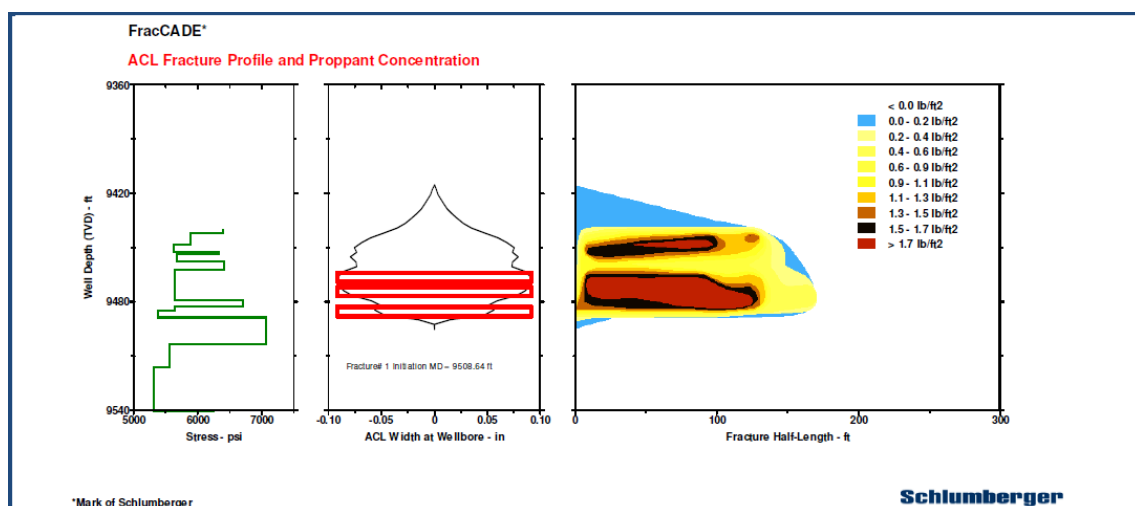 FracCADE*
ACL Fracture Profile and Proppant Concentration
9360
9420
9480
9540
Well Depth (TVD) - ft
5000
6000
7000
Stress - psi
Fracture# 1 Initiation MD = 9508.64 ft
-0.10
-0.05
0
0.05
0.10
ACL Width at Wellbore - in
< 0.0 lb/ft2
0.0 - 0.2 lb/ft2
0.2 - 0.4 lb/ft2
0.4 - 0.6 lb/ft2
0.6 - 0.9 lb/ft2
0.9 - 1.1 lb/ft2
1.1 - 1.3 lb/ft2
1.3 - 1.5 lb/ft2
1.5 - 1.7 lb/ft2
> 1.7 lb/ft2
0
100
200
300
Fracture Half-Length - ft
*Mark of Schlumberger
Schlumberger